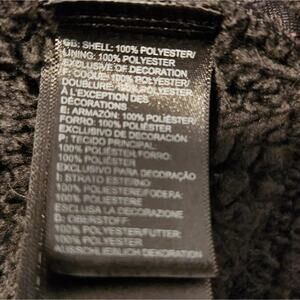 GB: SHELL: 100% POLYESTER/
LINING: 100% POLYESTER
EXCLUSIVE OF DECORATION
F: COQUE: 100% POLYESTER/
DOUBLURE: 100% POLYESTER
À L'EXCEPTION DES
DÉCORATIONS
E: ARMAZÓN: 100% POLIÉSTER/
FORRO: 100% POLIÉSTER
EXCLUSIVO DE DECORACIÓN
P: TECIDO PRINCIPAL
100% POLIÉSTER/FORRO:
100% POLIÉSTER
EXCLUSIVO PARA DECORAÇÃO
I: STRATO ESTERNO
100% POLIESTERE/FODERA:
100% POLIESTERE
ESCLUSA LA DECORAZIONE
D: OBERSTOFF:
100% POLYESTER/FUTTER:
100% POLYESTER
AUSSCHLIEßLICH DEKORATION